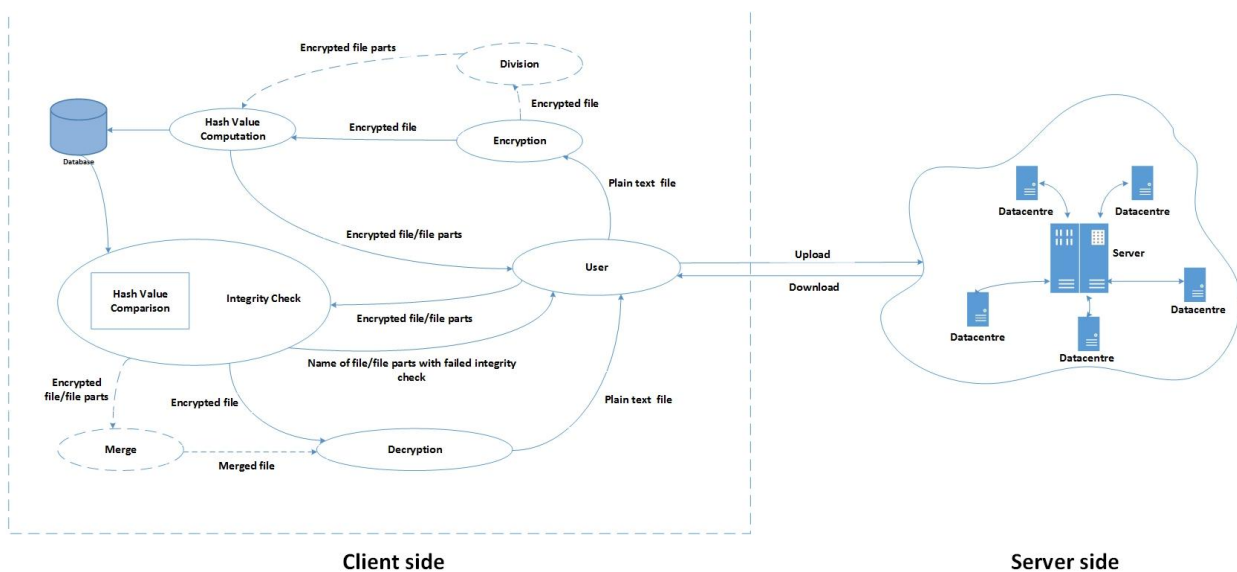 Encrypted file parts
Division
Encrypted file
Hash Value
Computation
Encrypted file
Encryption
Database
Plain text file
Encrypted file/file parts
User
Upload
Download
Hash Value
Comparison
Integrity Check
Encrypted file/file parts
Name of file/file parts with failed integrity
check
Encrypted
file/file parts
Encrypted file
Plain text file
Merge
Merged file
Decryption
Datacentre
Datacentre
Server
Datacentre
Datacentre
Datacentre
Client side
Server side